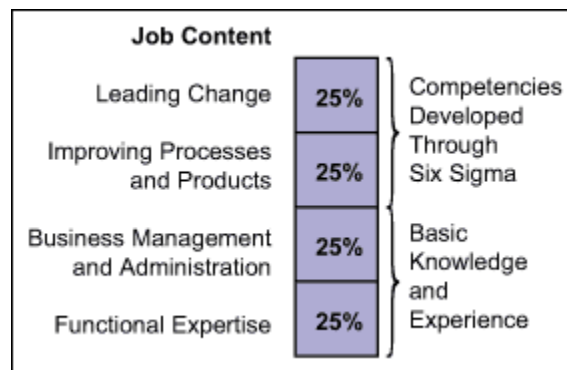 Job Content
Leading Change
25%
Competencies
Developed
Through
Six Sigma
Improving Processes
and Products
25%
Business Management
and Administration
25%
Basic
Knowledge
and
Experience
Functional Expertise
25%